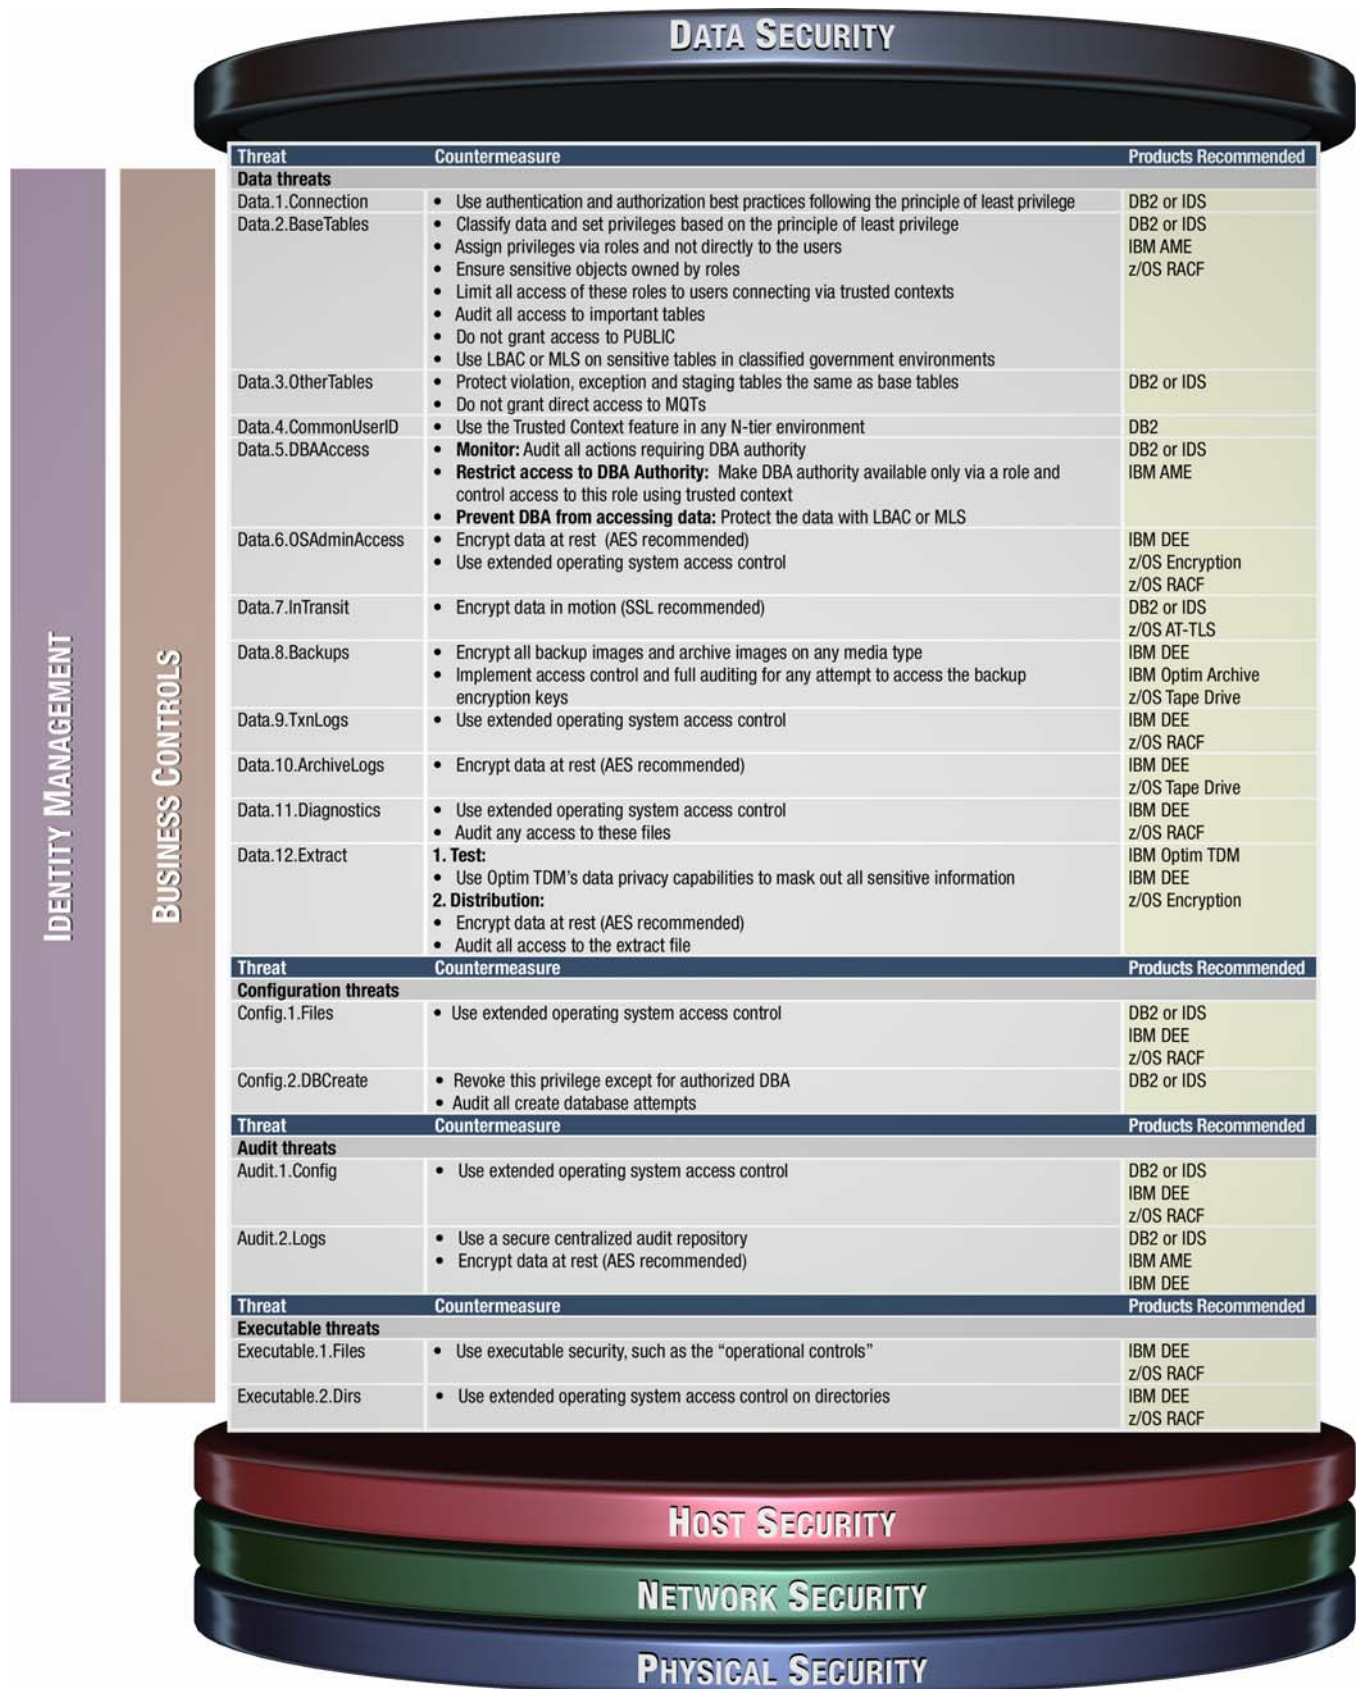 DATA SECURITY
Threat Countermeasure Products Recommended
Data threats
Data.1.Connection • Use authentication and authorization best practices following the principle of least privilege DB2 or IDS
Data.2.BaseTables • Classify data and set privileges based on the principle of least privilege DB2 or IDS
• Assign privileges via roles and not directly to the users IBM AME
• Ensure sensitive objects owned by roles z/OS RACF
• Limit all access of these roles to users connecting via trusted contexts
• Audit all access to important tables
• Do not grant access to PUBLIC
• Use LBAC or MLS on sensitive tables in classified government environments
Data.3.OtherTables • Protect violation, exception and staging tables the same as base tables DB2 or IDS
• Do not grant direct access to MQTs
Data.4.CommonUserID • Use the Trusted Context feature in any N-tier environment DB2
Data.5.DBAAccess • Monitor: Audit all actions requiring DBA authority DB2 or IDS
• Restrict access to DBA Authority: Make DBA authority available only via a role and IBM AME
control access to this role using trusted context
• Prevent DBA from accessing data: Protect the data with LBAC or MLS
Data.6.OSAdminAccess • Encrypt data at rest (AES recommended) IBM DEE
• Use extended operating system access control z/OS Encryption
z/OS RACF
Data.7.InTransit • Encrypt data in motion (SSL recommended) DB2 or IDS
z/OS AT-TLS
Data.8.Backups • Encrypt all backup images and archive images on any media type IBM DEE
• Implement access control and full auditing for any attempt to access the backup IBM Optim Archive
encryption keys z/OS Tape Drive
Data.9.TxnLogs • Use extended operating system access control IBM DEE
z/OS RACF
Data.10.ArchiveLogs • Encrypt data at rest (AES recommended) IBM DEE
z/OS Tape Drive
Data.11.Diagnostics • Use extended operating system access control IBM DEE
• Audit any access to these files z/OS RACF
Data.12.Extract 1. Test: IBM Optim TDM
• Use Optim TDM's data privacy capabilities to mask out all sensitive information IBM DEE
2. Distribution: z/OS Encryption
• Encrypt data at rest (AES recommended)
• Audit all access to the extract file
Threat Countermeasure Products Recommended
Configuration threats
Config.1.Files • Use extended operating system access control DB2 or IDS
IBM DEE
z/OS RACF
Config.2.DBCreate • Revoke this privilege except for authorized DBA DB2 or IDS
• Audit all create database attempts
Threat Countermeasure Products Recommended
Audit threats
Audit.1.Config • Use extended operating system access control DB2 or IDS
IBM DEE
z/OS RACF
Audit.2.Logs • Use a secure centralized audit repository DB2 or IDS
• Encrypt data at rest (AES recommended) IBM AME
IBM DEE
Threat Countermeasure Products Recommended
Executable threats
Executable.1.Files • Use executable security, such as the "operational controls" IBM DEE
z/OS RACF
Executable.2.Dirs • Use extended operating system access control on directories IBM DEE
z/OS RACF
IDENTITY MANAGEMENT
BUSINESS CONTROLS
HOST SECURITY
NETWORK SECURITY
PHYSICAL SECURITY